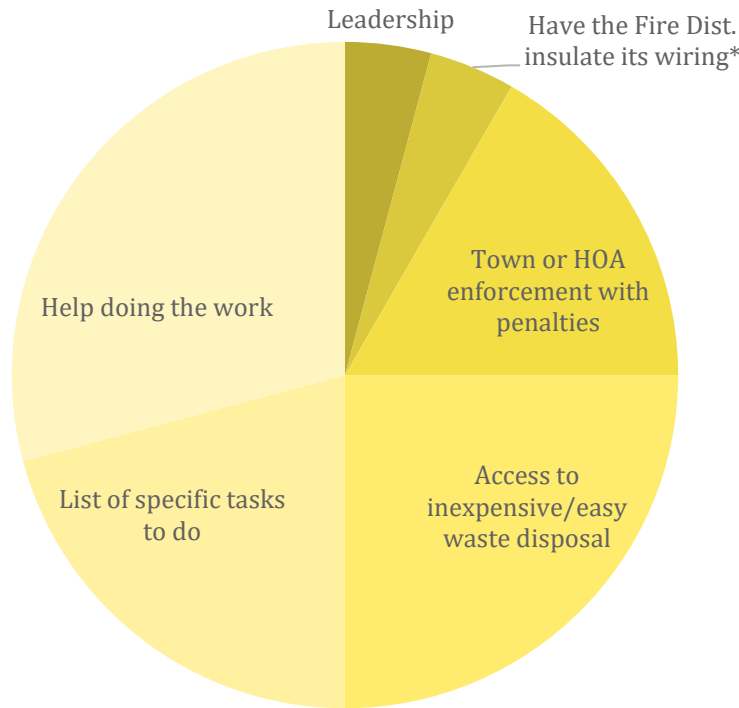 Leadership
Have the Fire Dist.
insulate its wiring*
Town or HOA
enforcement with
penalties
Help doing the work
Access to
inexpensive/easy
waste disposal
List of specific tasks
to do